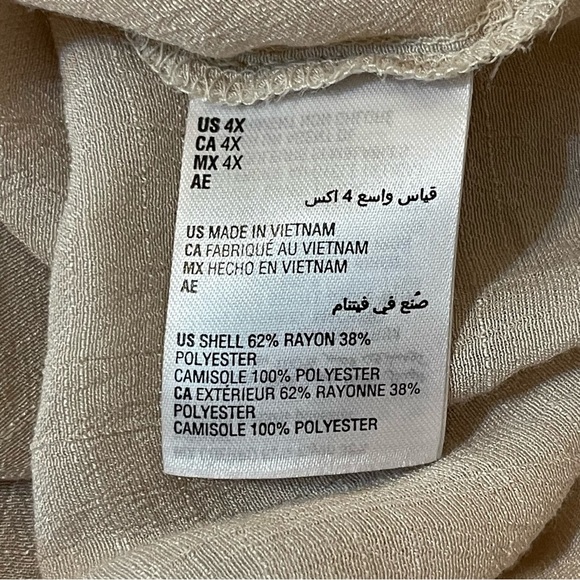 US 4X
CA 4X
MX 4X
AE
قياس واسع 4 اكس
US MADE IN VIETNAM
CA FABRIQUÉ AU VIETNAM
MX HECHO EN VIETNAM
AE
صُنع في فيتنام
US SHELL 62% RAYON 38%
POLYESTER
CAMISOLE 100% POLYESTER
CA EXTÉRIEUR 62% RAYONNE 38%
POLYESTER
CAMISOLE 100% POLYESTER